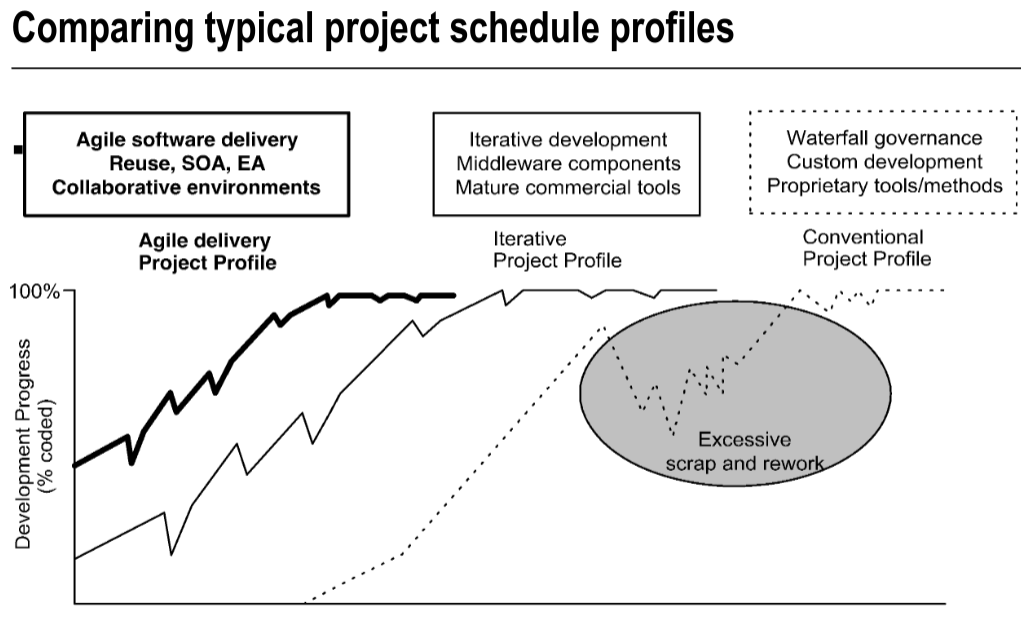 Comparing typical project schedule profiles
Agile software delivery
Reuse, SOA, EA
Collaborative environments
Iterative development
Middleware components
Mature commercial tools
Waterfall governance
Custom development
Proprietary tools/methods
Agile delivery
Project Profile
Iterative
Project Profile
Conventional
Project Profile
100%
Development Progress
(% coded)
Excessive
scrap and rework